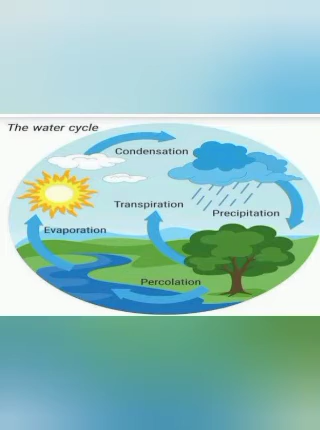 The water cycle
Condensation
Transpiration
Precipitation
Evaporation
Percolation